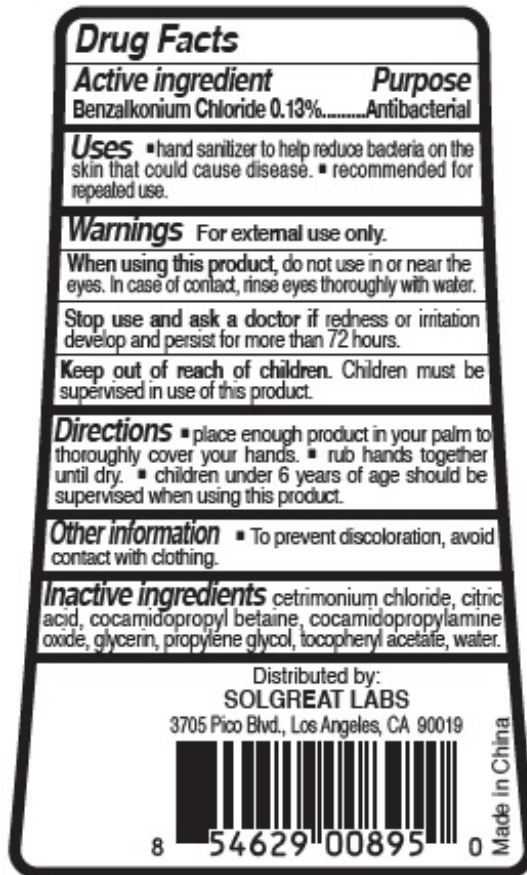 Drug Facts
Active ingredient Purpose
Benzalkonium Chloride 0.13%..........Antibacterial
Uses ▪ hand sanitizer to help reduce bacteria on the
skin that could cause disease. ▪ recommended for
repeated use.
Warnings For external use only.
When using this product, do not use in or near the
eyes. In case of contact, rinse eyes thoroughly with water.
Stop use and ask a doctor if redness or irritation
develop and persist for more than 72 hours.
Keep out of reach of children. Children must be
supervised in use of this product.
Directions ▪ place enough product in your palm to
thoroughly cover your hands. ▪ rub hands together
until dry. ▪ children under 6 years of age should be
supervised when using this product.
Other information ▪ To prevent discoloration, avoid
contact with clothing.
Inactive ingredients cetrimonium chloride, citric
acid, cocamidopropyl betaine, cocamidopropylamine
oxide, glycerin, propylene glycol, tocopheryl acetate, water.
Distributed by:
SOLGREAT LABS
3705 Pico Blvd., Los Angeles, CA 90019
8 54629 00895 0
Made in China